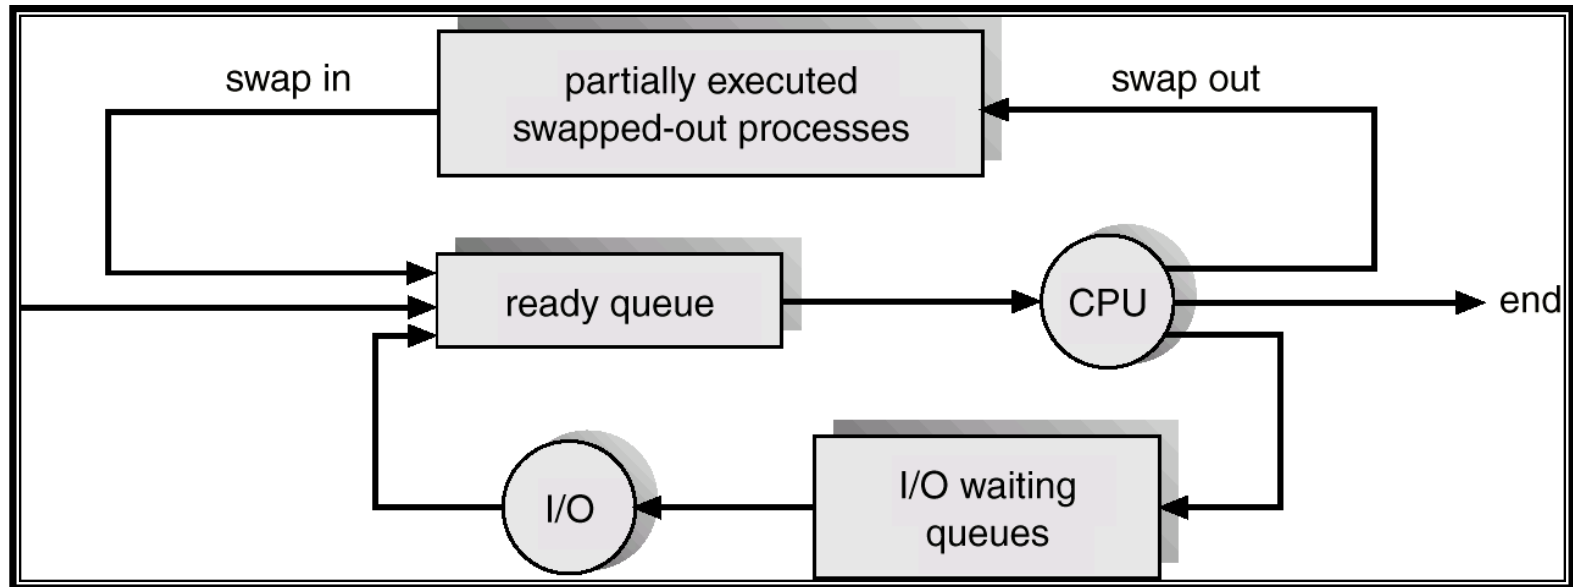 swap in
partially executed
swapped-out processes
swap out
ready queue
CPU
end
I/O
I/O waiting
queues